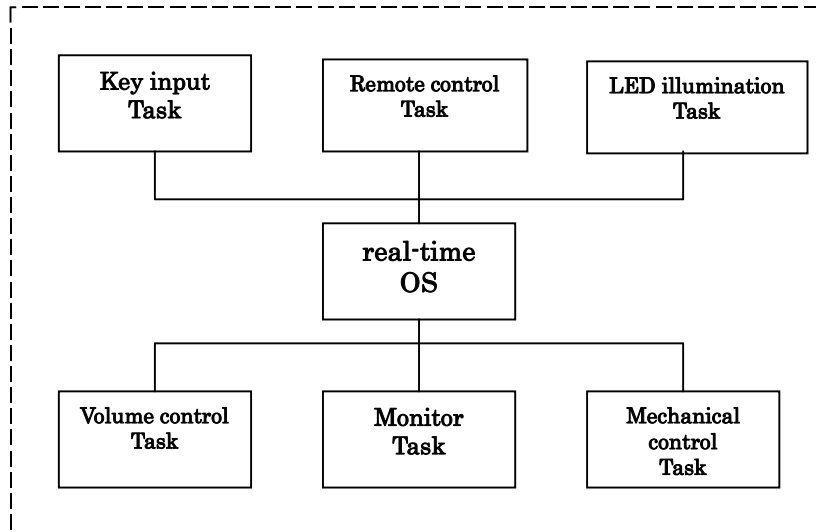 Key input
Task
Remote control
Task
LED illumination
Task
real-time
OS
Volume control
Task
Monitor
Task
Mechanical
control
Task